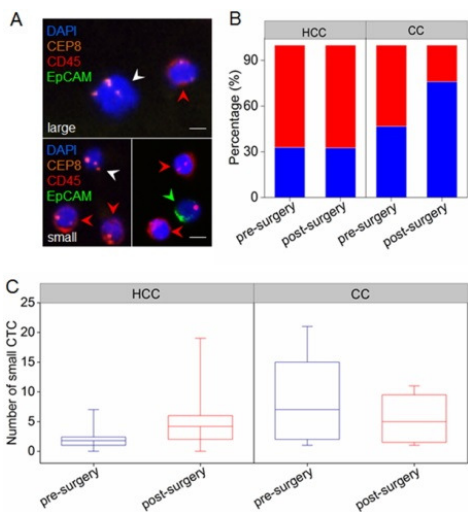 A
DAPI
CEP8
CD45
EpCAM
large
DAPI
CEP8
CD45
EpCAM
small
B
HCC CC
Percentage (%)
90
60
30
0
pre-surgery post-surgery pre-surgery post-surgery
C
HCC CC
Number of small CTC
25
20
15
10
5
0
pre-surgery post-surgery pre-surgery post-surgery